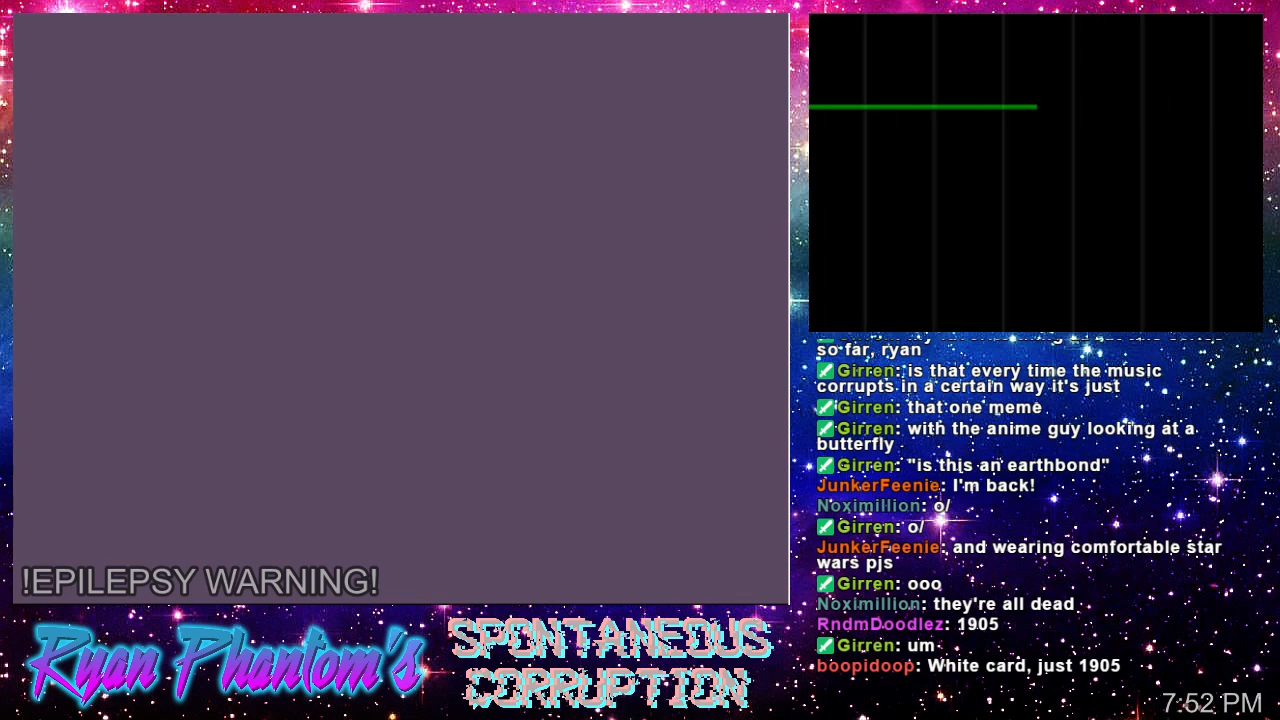 so far, ryan
Girren: is that every time the music
corrupts in a certain way it's just
Girren: that one meme
Girren: with the anime guy looking at a
butterfly
Girren: "is this an earthbond"
JunkerFeenie: I'm back!
Noximillion: o/
Girren: o/
JunkerFeenie: and wearing comfortable star
wars pjs
Girren: ooo
Noximillion: they're all dead
RndmDoodlez: 1905
Girren: um
boopidoop: White card, just 1905
!EPILEPSY WARNING!
Ryan Phantom's
SPONTANEOUS
CORRUPTION
7:52 PM